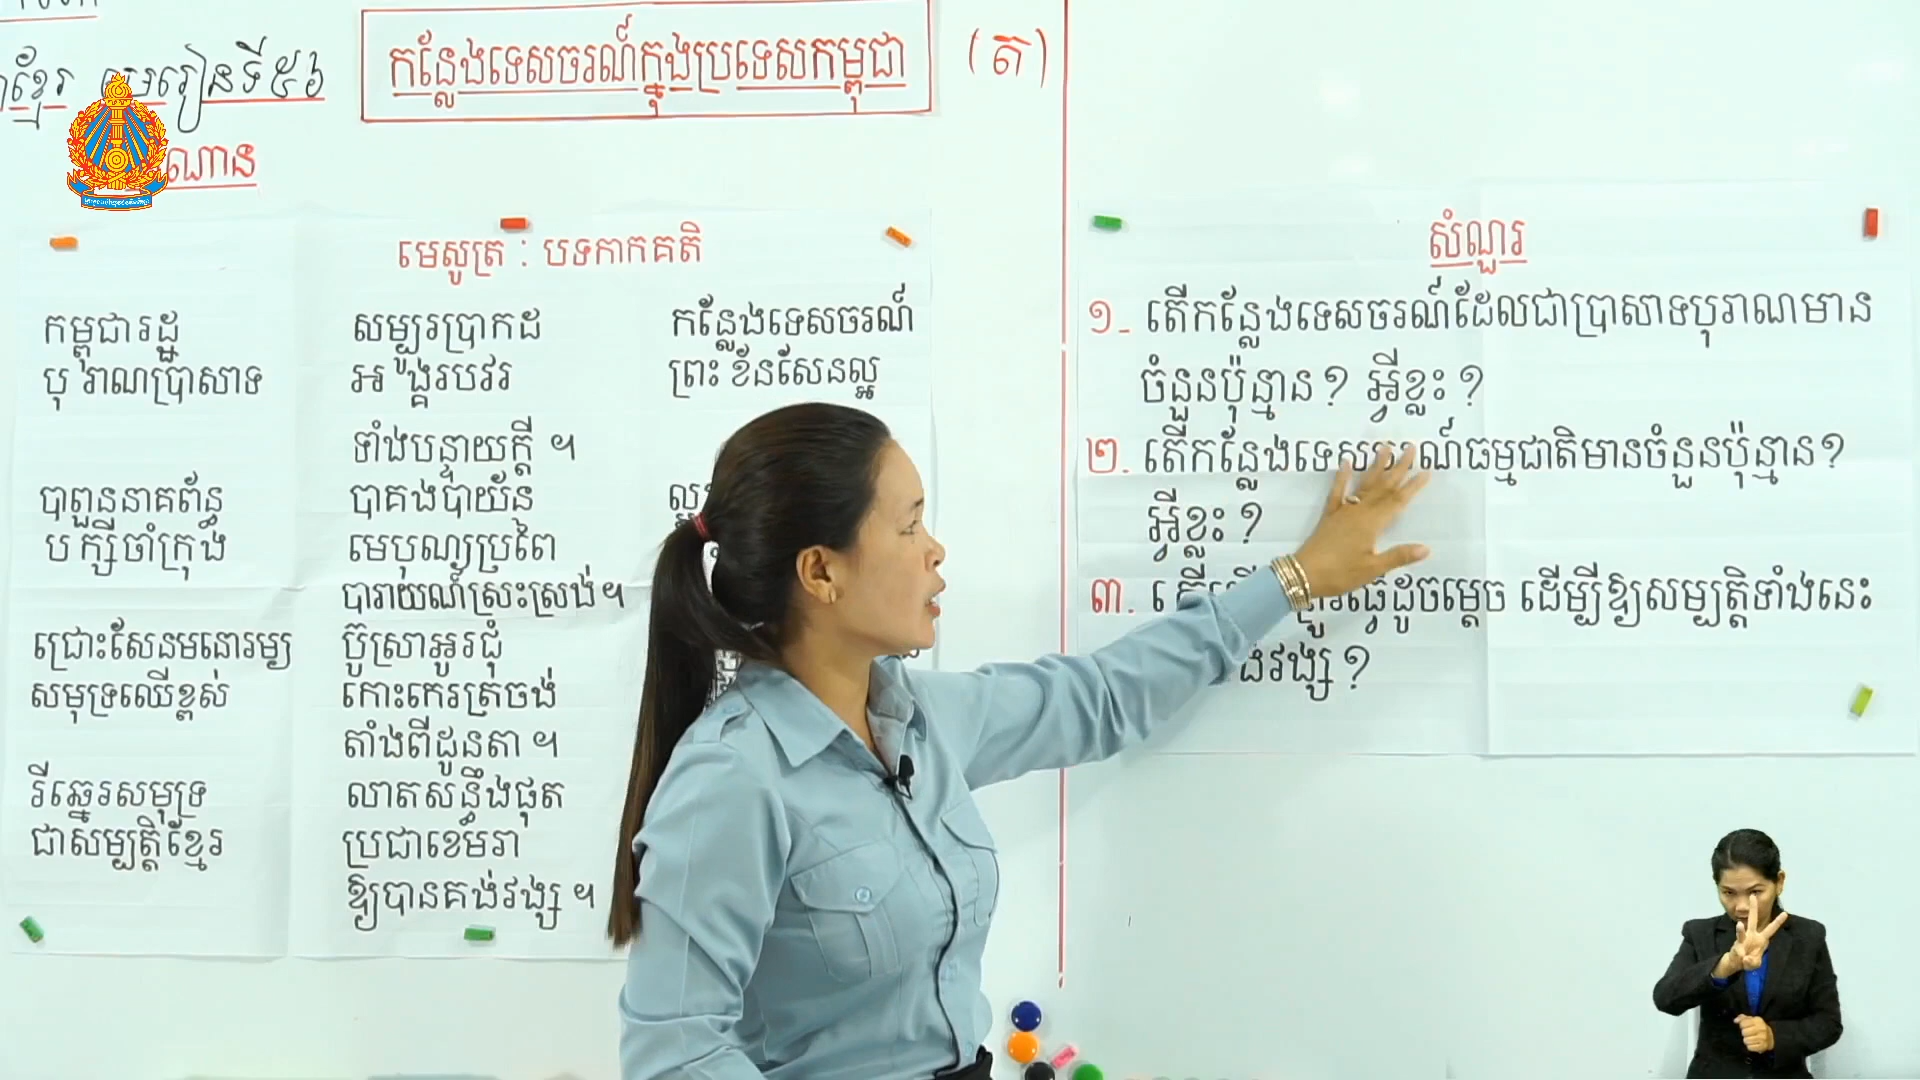 មេរៀនទី៥៦
កន្លែងទេសចរណ៍ក្នុងប្រទេសកម្ពុជា (ត)
មេសូត្រ : បទកាកគតិ
កម្ពុជារដ្ឋ សម្បូរប្រាកដ កន្លែងទេសចរណ៍
បុរាណប្រាសាទ អង្គរបវរ ព្រះខ័នសែនល្អ
ទាំងបន្ទាយក្ដី ។
បាពួននាគព័ន្ធ បាគងបាយ័ន
បក្សីចាំក្រុង មេបុណ្យប្រពៃ
បារាយណ៍ស្រះស្រង់ ។
ជ្រោះសែនមនោរម្យ ប៊ូស្រាអូរជុំ
សមុទ្រឈើខ្ពស់ កោះកេរត្រចង់
តាំងពីដូនតា ។
រីឆ្នេរសមុទ្រ លាតសន្ធឹងផុត
ជាសម្បត្តិខ្មែរ ប្រជាខេមរា
ឱ្យបានគង់វង្ស ។
សំណួរ
១- តើកន្លែងទេសចរណ៍ដែលជាប្រាសាទបុរាណមាន
ចំនួនប៉ុន្មាន ? អ្វីខ្លះ ?
២. តើកន្លែងទេសចរណ៍ធម្មជាតិមានចំនួនប៉ុន្មាន ?
អ្វីខ្លះ ?
៣. តើ ត្រូវធ្វើដូចម្ដេច ដើម្បីឱ្យសម្បត្តិទាំងនេះ
វង្ស ?